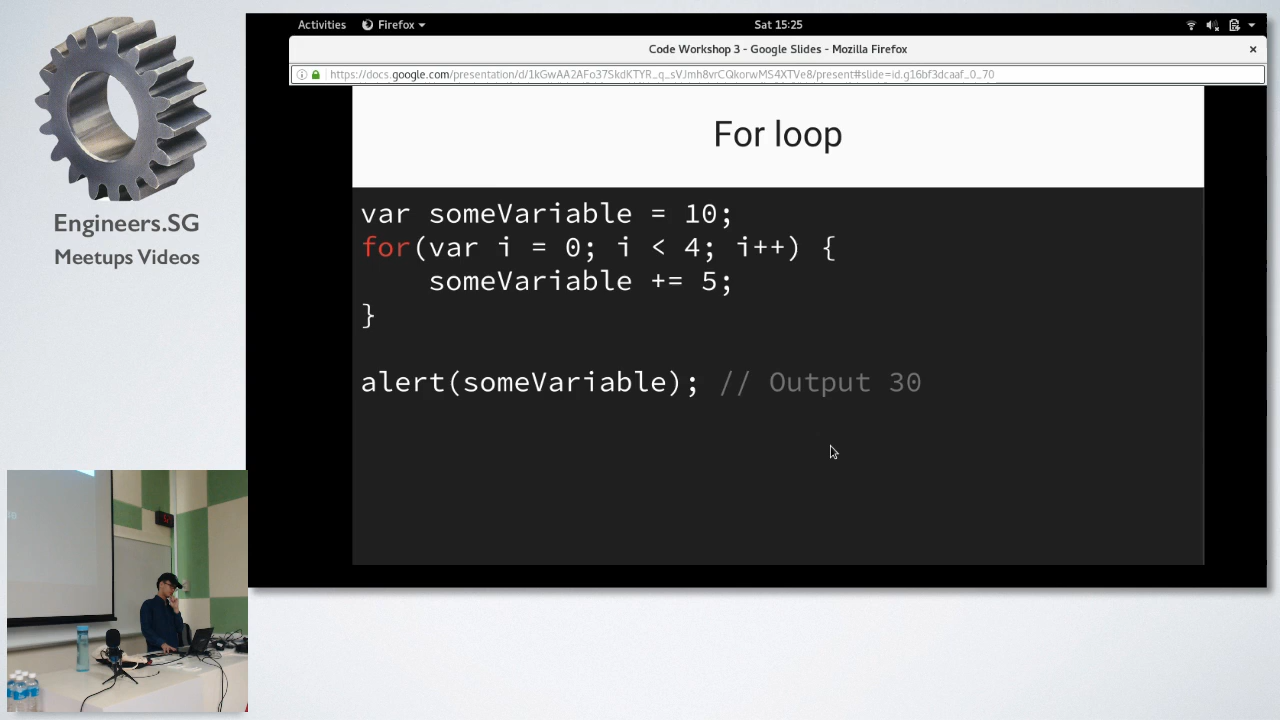 Engineers.SG
Meetups Videos
Activities Firefox Sat 15:25
Code Workshop 3 - Google Slides - Mozilla Firefox
https://docs.google.com/presentation/d/1kGwAA2AFo37SkdKTYR_q_sVJmh8vrCQkorwMS4XTVe8/present#slide=id.g16bf3dcaaf_0_70
For loop
var someVariable = 10;
for(var i = 0; i < 4; i++) {
    someVariable += 5;
}
alert(someVariable); // Output 30